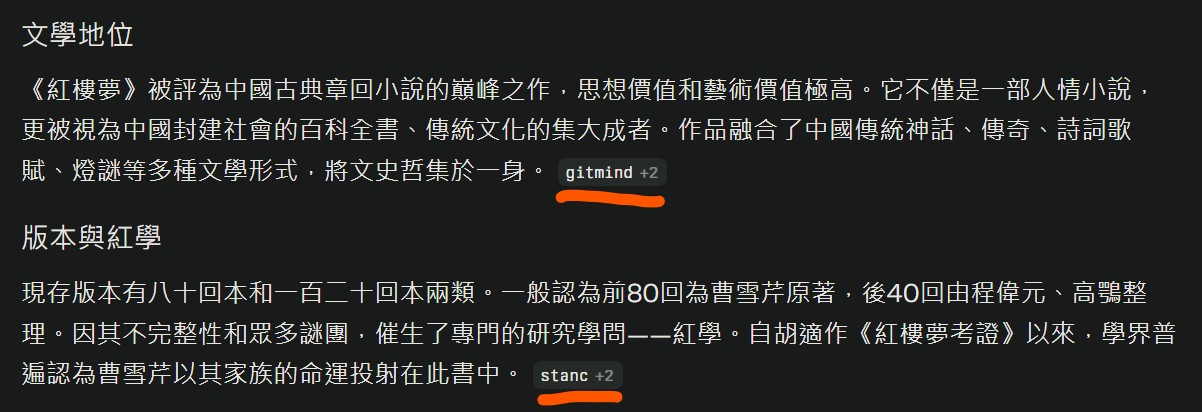 文學地位
《紅樓夢》被評為中國古典章回小說的巔峰之作，思想價值和藝術價值極高。它不僅是一部人情小說，
更被視為中國封建社會的百科全書、傳統文化的集大成者。作品融合了中國傳統神話、傳奇、詩詞歌
賦、燈謎等多種文學形式，將文史哲集於一身。 gitmind +2
版本與紅學
現存版本有八十回本和一百二十回本兩類。一般認為前80回為曹雪芹原著，後40回由程偉元、高鶚整
理。因其不完整性和眾多謎團，催生了專門的研究學問——紅學。自胡適作《紅樓夢考證》以來，學界普
遍認為曹雪芹以其家族的命運投射在此書中。 stanc +2